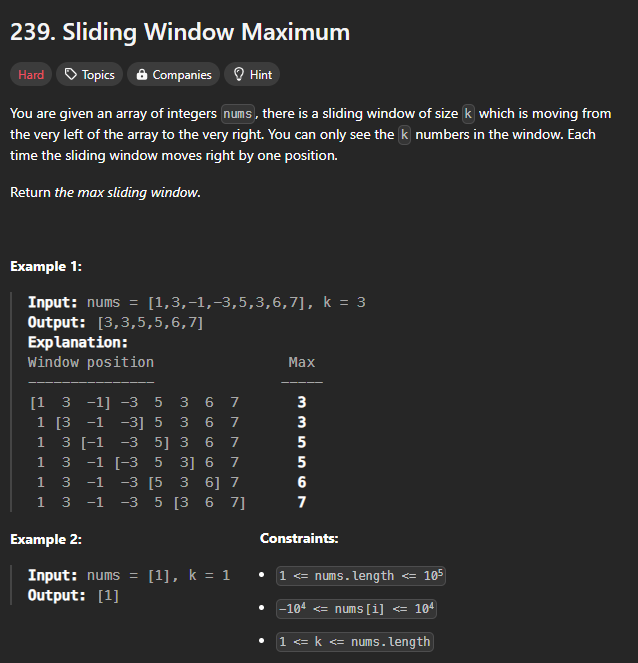 239. Sliding Window Maximum
Hard Topics Companies Hint
You are given an array of integers nums, there is a sliding window of size k which is moving from
the very left of the array to the very right. You can only see the k numbers in the window. Each
time the sliding window moves right by one position.
Return the max sliding window.
Example 1:
Input: nums = [1,3,-1,-3,5,3,6,7], k = 3
Output: [3,3,5,5,6,7]
Explanation:
Window position Max
--------------- -----
[1 3 -1] -3 5 3 6 7 3
1 [3 -1 -3] 5 3 6 7 3
1 3 [-1 -3 5] 3 6 7 5
1 3 -1 [-3 5 3] 6 7 5
1 3 -1 -3 [5 3 6] 7 6
1 3 -1 -3 5 [3 6 7] 7
Example 2:
Input: nums = [1], k = 1
Output: [1]
Constraints:
• 1 <= nums.length <= 10⁵
• -10⁴ <= nums[i] <= 10⁴
• 1 <= k <= nums.length